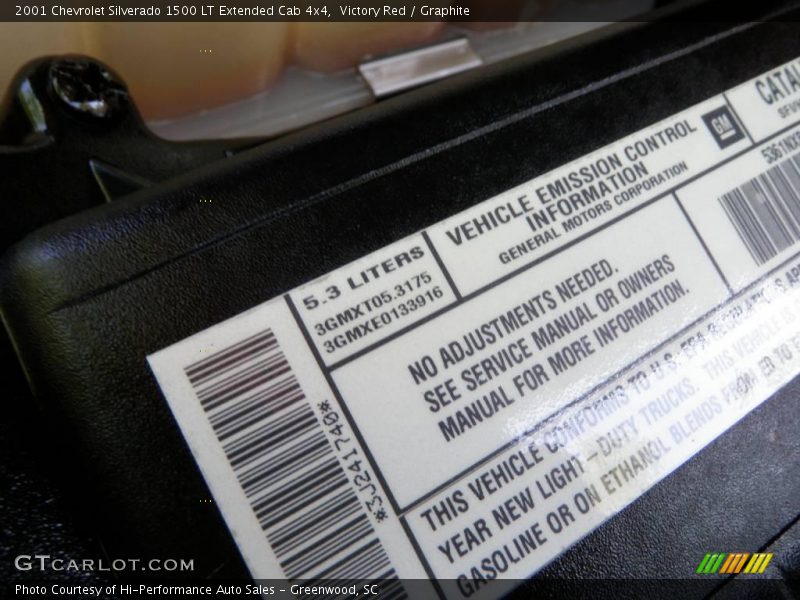 2001 Chevrolet Silverado 1500 LT Extended Cab 4x4, Victory Red / Graphite
5.3 LITERS
3GMXT05.3175
3GMXE0133916
VEHICLE EMISSION CONTROL
INFORMATION
GENERAL MOTORS CORPORATION
GM
NO ADJUSTMENTS NEEDED.
SEE SERVICE MANUAL OR OWNERS
MANUAL FOR MORE INFORMATION.
THIS VEHICLE CONFORMS TO U.S. EPA
YEAR NEW LIGHT-DUTY TRUCKS. THIS VEHICLE IS
GASOLINE OR ON ETHANOL BLENDS FROM E0 TO
*3J241740*
GTCARLOT.COM
Photo Courtesy of Hi-Performance Auto Sales - Greenwood, SC